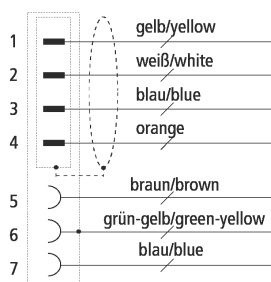 1 gelb/yellow
2 weiß/white
3 blau/blue
4 orange
5 braun/brown
6 grün-gelb/green-yellow
7 blau/blue